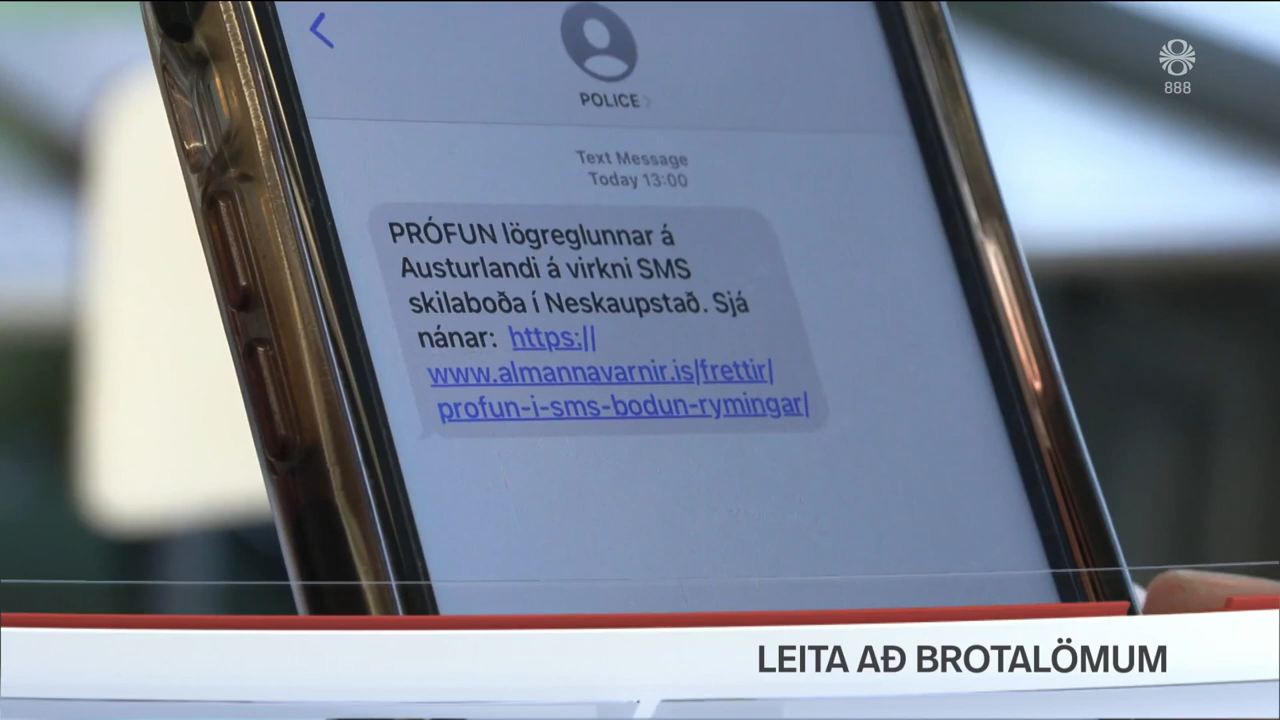 888
POLICE
Text Message
Today 13:00
PRÓFUN lögreglunnar á
Austurlandi á virkni SMS
skilaboða í Neskaupstað. Sjá
nánar: https://
www.almannavarnir.is/frettir/
profun-i-sms-bodun-rymingar/
LEITA AÐ BROTALÖMUM